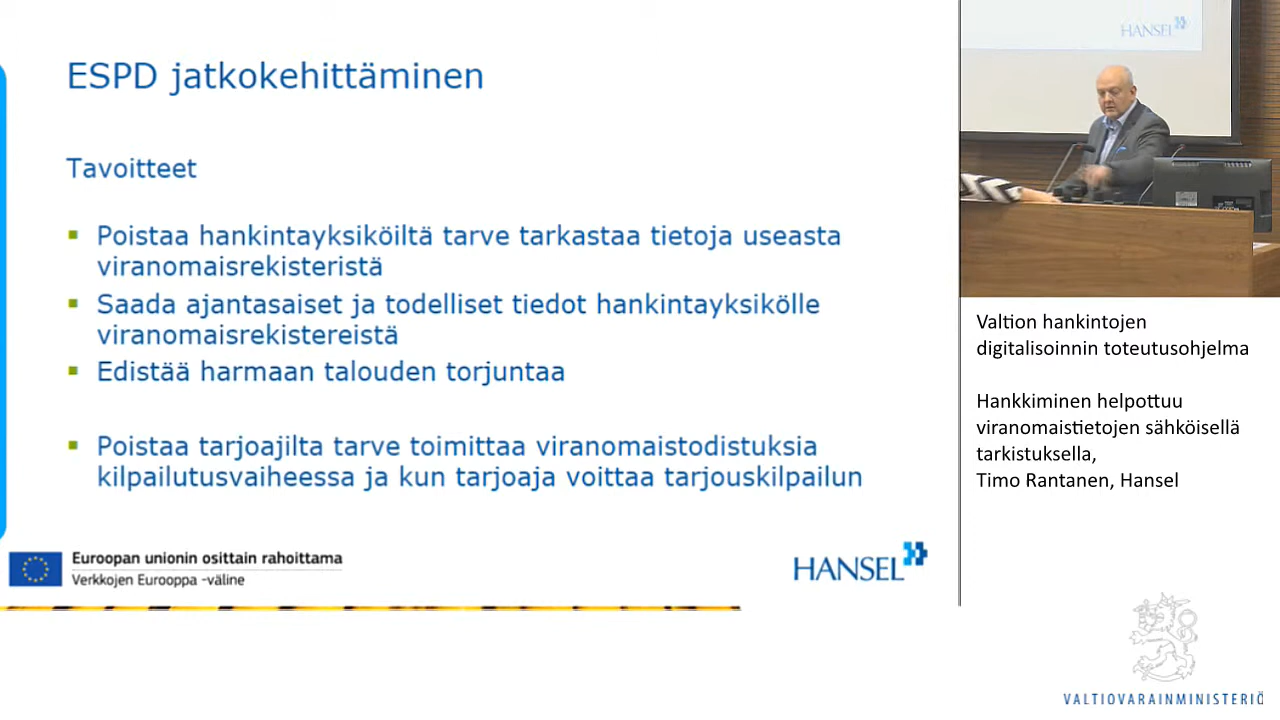 ESPD jatkokehittäminen
Tavoitteet
Poistaa hankintayksiköiltä tarve tarkastaa tietoja useasta
viranomaisrekisteristä
Saada ajantasaiset ja todelliset tiedot hankintayksikölle
viranomaisrekistereistä
Edistää harmaan talouden torjuntaa
Poistaa tarjoajilta tarve toimittaa viranomaistodistuksia
kilpailutusvaiheessa ja kun tarjoaja voittaa tarjouskilpailun
Euroopan unionin osittain rahoittama
Verkkojen Eurooppa -väline
HANSEL
HANSEL
Valtion hankintojen
digitalisoinnin toteutusohjelma
Hankkiminen helpottuu
viranomaistietojen sähköisellä
tarkistuksella,
Timo Rantanen, Hansel
VALTIOVARAINMINISTERIÖ